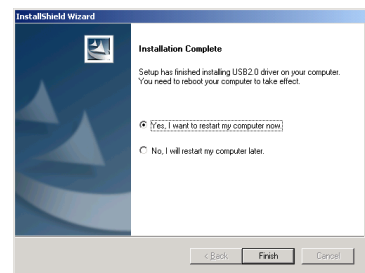 InstallShield Wizard
Installation Complete
Setup has finished installing USB2.0 driver on your computer.
You need to reboot your computer to take effect.
Yes, I want to restart my computer now.
No, I will restart my computer later.
< Back
Finish
Cancel